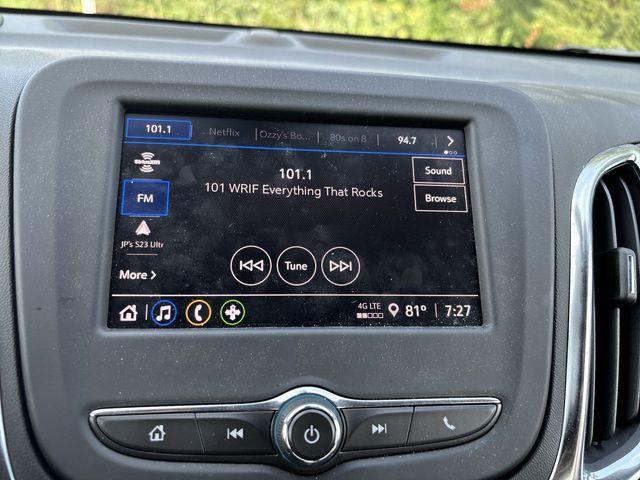 101.1 Netflix Ozzy's Bo... 80s on 8 94.7
SiriusXM
101.1
101 WRIF Everything That Rocks
Sound
FM
Browse
JP's S23 Ultr
Tune
More
4G LTE
81° 7:27